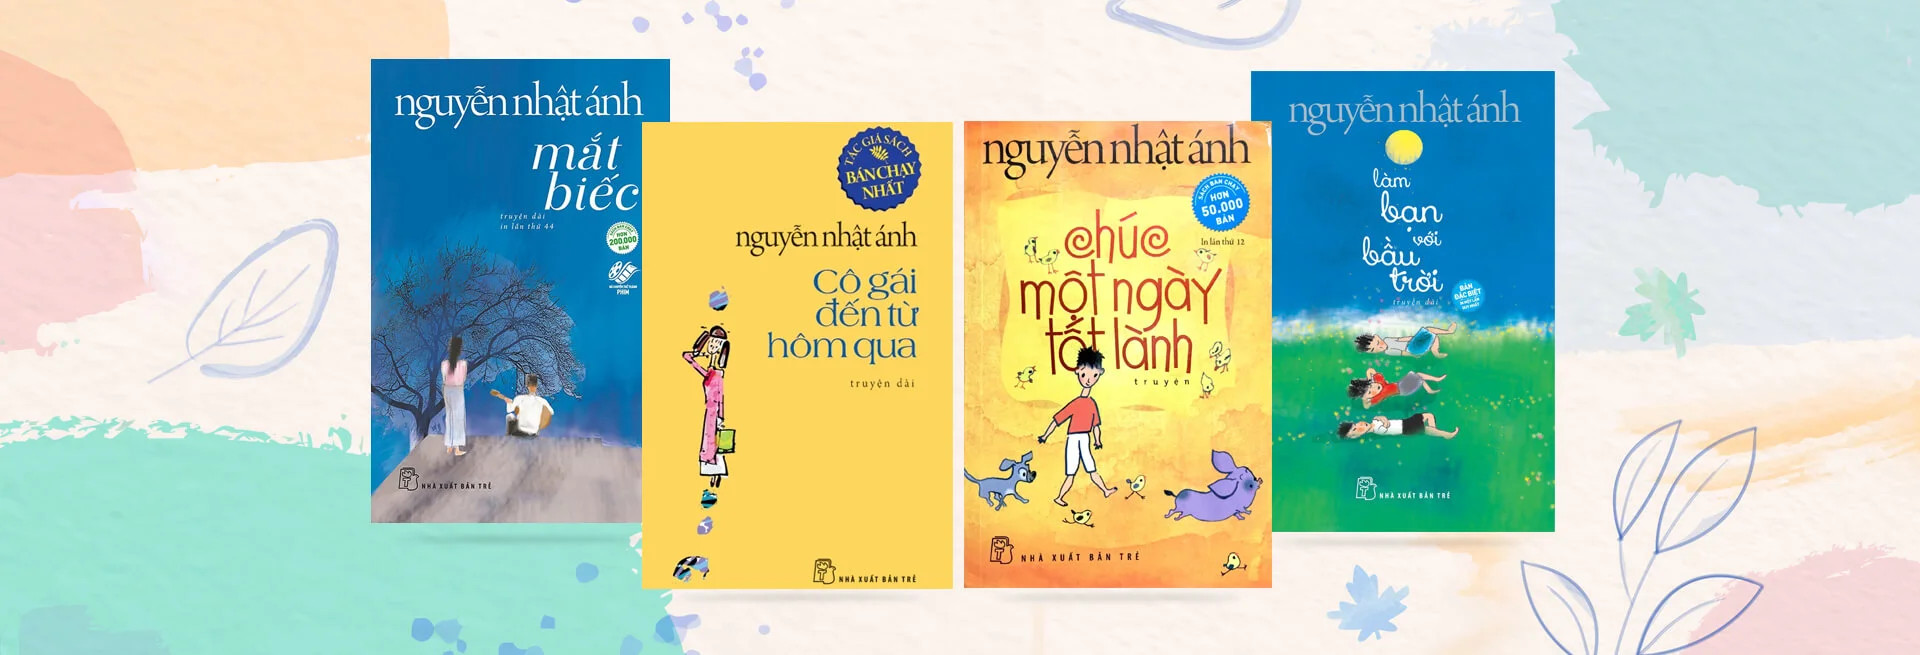 nguyễn nhật ánh
mắt
biếc
truyện dài
in lần thứ 44
HƠN
200.000
BẢN
PHIM
NHÀ XUẤT BẢN TRẺ
TÁC GIẢ SÁCH
BÁN CHẠY
NHẤT
nguyễn nhật ánh
Cô gái
đến từ
hôm qua
truyện dài
NHÀ XUẤT BẢN TRẺ
nguyễn nhật ánh
SÁCH BÁN CHẠY
HƠN
50.000
BẢN
In lần thứ 12
chúc
một ngày
tốt lành
truyện
NHÀ XUẤT BẢN TRẺ
nguyễn nhật ánh
làm
bạn
với
bầu
trời
truyện dài
BẢN
ĐẶC BIỆT
NHÀ XUẤT BẢN TRẺ